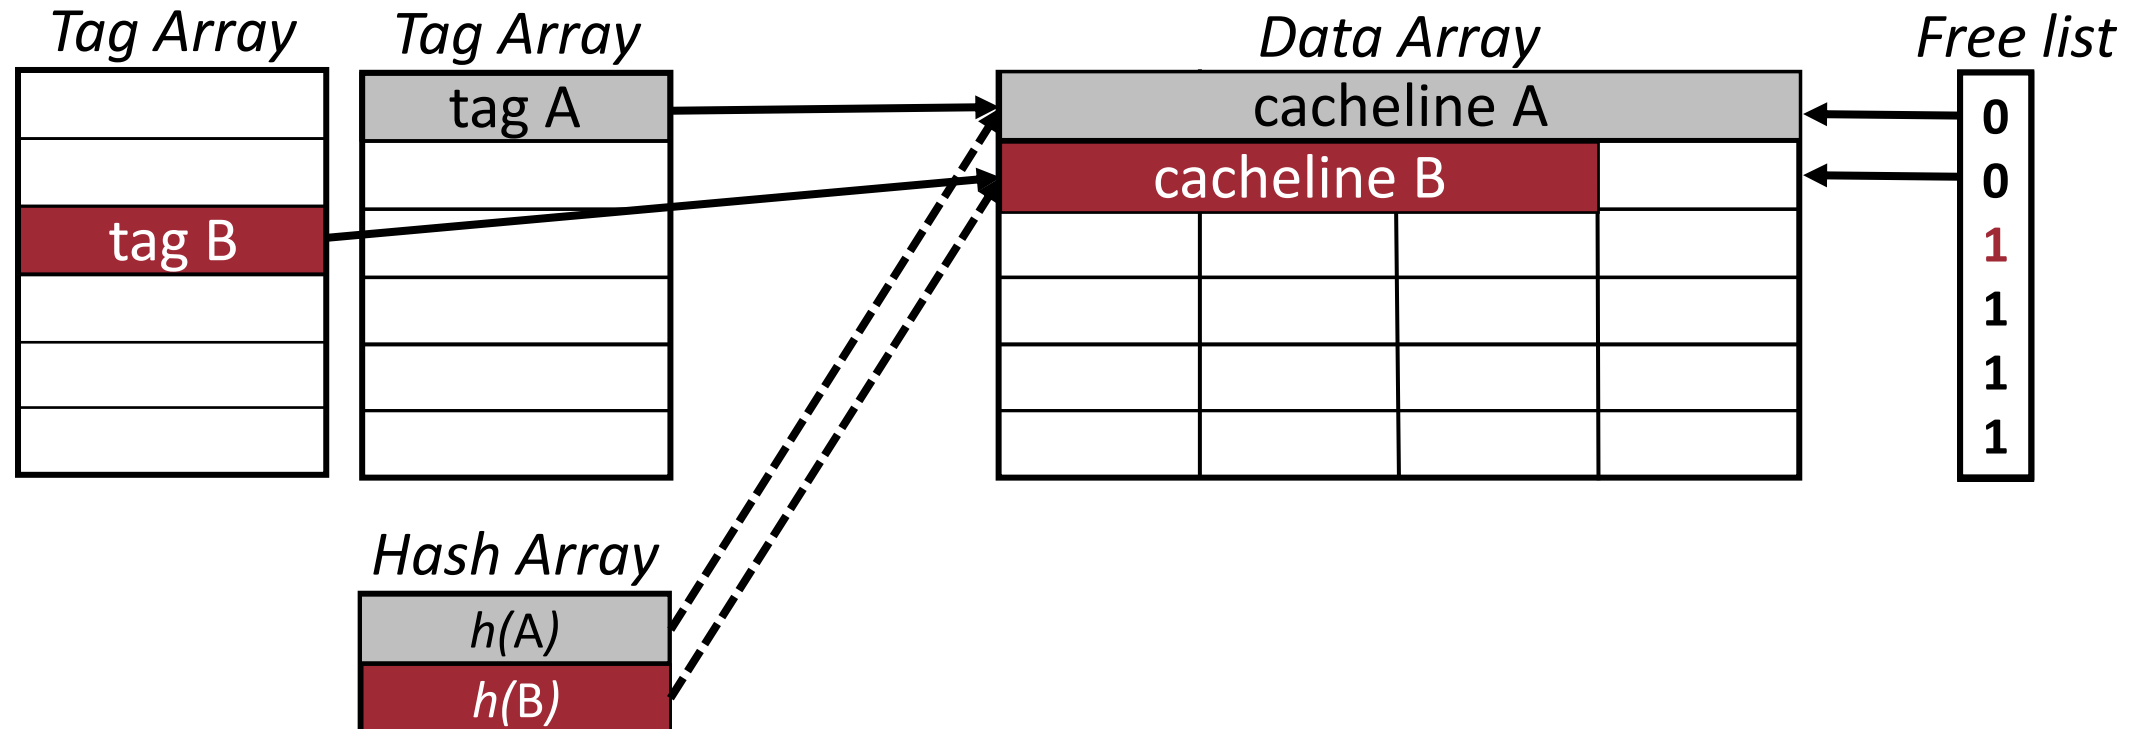 Tag Array
Tag Array
Data Array
Free list
tag A
cacheline A
0
cacheline B
0
tag B
1
1
1
1
Hash Array
h(A)
h(B)